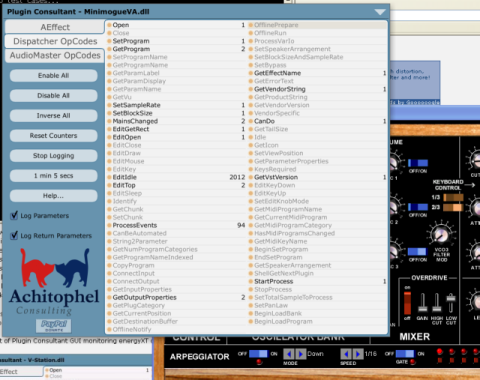 Plugin Consultant - MinimogueVA.dll
AEffect
Dispatcher OpCodes
AudioMaster OpCodes
Enable All
Disable All
Inverse All
Reset Counters
Stop Logging
1 min 5 secs
Help...
Log Parameters
Log Return Parameters
Achitophel
Consulting
PayPal
DONATE
Open 1
Close
SetProgram 2
GetProgram 2
SetProgramName
GetProgramName
GetParamLabel
GetParamDisplay
GetParamName
GetVu
SetSampleRate 1
SetBlockSize 1
MainsChanged 2
EditGetRect 1
EditOpen 1
EditClose
EditDraw
EditMouse
EditKey
EditIdle 2012
EditTop 2
EditSleep
Identify
GetChunk
SetChunk
ProcessEvents 94
CanBeAutomated
String2Parameter
GetNumProgramCategories
GetProgramNameIndexed
CopyProgram
ConnectInput
ConnectOutput
GetInputProperties
GetOutputProperties 2
GetPlugCategory
GetCurrentPosition
GetDestinationBuffer
OfflineNotify
OfflinePrepare
OfflineRun
ProcessVarIo
SetSpeakerArrangement
SetBlockSizeAndSampleRate
SetBypass
GetEffectName 1
GetErrorText
GetVendorString 1
GetProductString
GetVendorVersion
VendorSpecific
CanDo 1
GetTailSize
Idle
GetIcon
SetViewPosition
GetParameterProperties
KeysRequired
GetVstVersion 1
EditKeyDown
EditKeyUp
SetEditKnobMode
GetMidiProgramName
GetCurrentMidiProgram
GetMidiProgramCategory
HasMidiProgramsChanged
GetMidiKeyName
BeginSetProgram
EndSetProgram
GetSpeakerArrangement
ShellGetNextPlugin
StartProcess 1
StopProcess
SetTotalSampleToProcess
SetPanLaw
BeginLoadBank
BeginLoadProgram
distortion,
KEYBOARD
CONTROL
1/3
2/3
OFF/ON
OFF/ON
OFF/ON
VCO3
FILTER
MOD
OVERDRIVE
on
off
GAIN
HIGH
CUT
LOW
CUT
CONTROL
OSCILLATOR BANK
MIXER
ARPEGGIATOR
OFF
ON
MODE
Down
SPEED
1/16
OFF
ON
GATE
t of Plugin Consultant GUI monitoring energyXT
nsultant - V-Station.dll
Effect
Open 1
Close